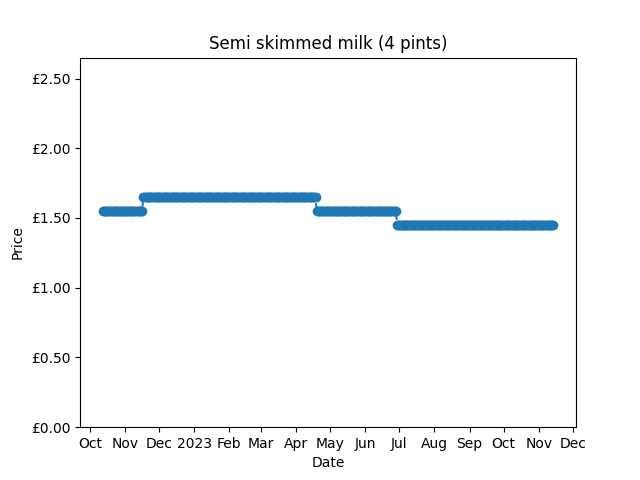 Semi skimmed milk (4 pints)
£2.50
£2.00
£1.50
£1.00
£0.50
£0.00
Price
Oct Nov Dec 2023 Feb Mar Apr May Jun Jul Aug Sep Oct Nov Dec
Date